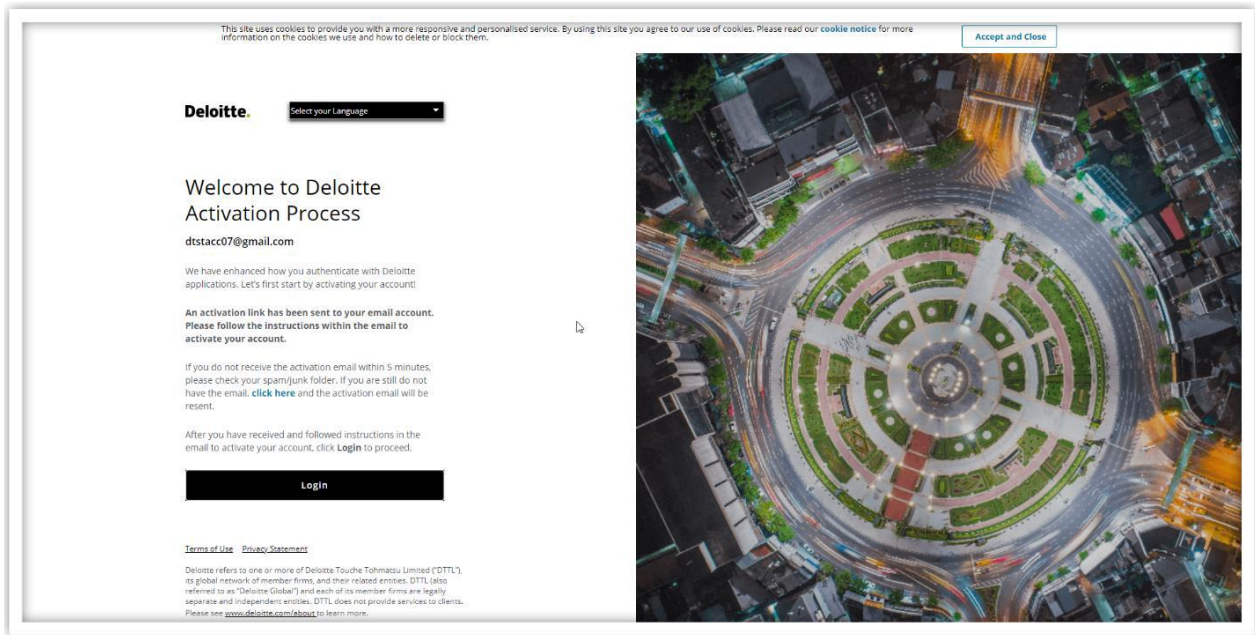 This site uses cookies to provide you with a more responsive and personalised service. By using this site you agree to our use of cookies. Please read our cookie notice for more
information on the cookies we use and how to delete or block them.
Accept and Close
Deloitte.
Select your Language
Welcome to Deloitte
Activation Process
dtstacc07@gmail.com
We have enhanced how you authenticate with Deloitte
applications. Let's first start by activating your account!
An activation link has been sent to your email account.
Please follow the instructions within the email to
activate your account.
If you do not receive the activation email within 5 minutes,
please check your spam/junk folder. If you are still do not
have the email, click here and the activation email will be
resent.
After you have received and followed instructions in the
email to activate your account, click Login to proceed.
Login
Terms of Use Privacy Statement
Deloitte refers to one or more of Deloitte Touche Tohmatsu Limited ("DTTL"),
its global network of member firms, and their related entities. DTTL (also
referred to as "Deloitte Global") and each of its member firms are legally
separate and independent entities. DTTL does not provide services to clients.
Please see www.deloitte.com/about to learn more.